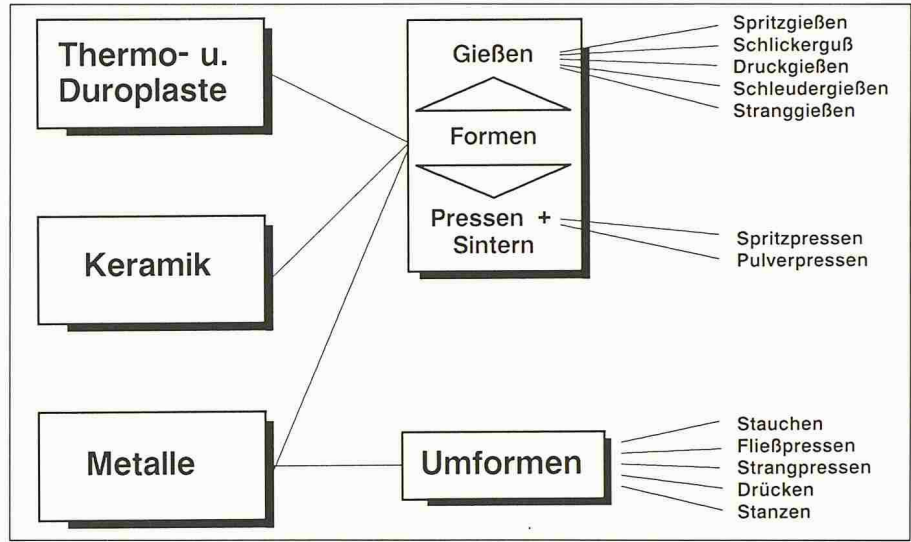 Thermo- u.
Duroplaste
Keramik
Metalle
Gießen
Formen
Pressen +
Sintern
Umformen
Spritzgießen
Schlickerguß
Druckgießen
Schleudergießen
Stranggießen
Spritzpressen
Pulverpressen
Stauchen
Fließpressen
Strangpressen
Drücken
Stanzen